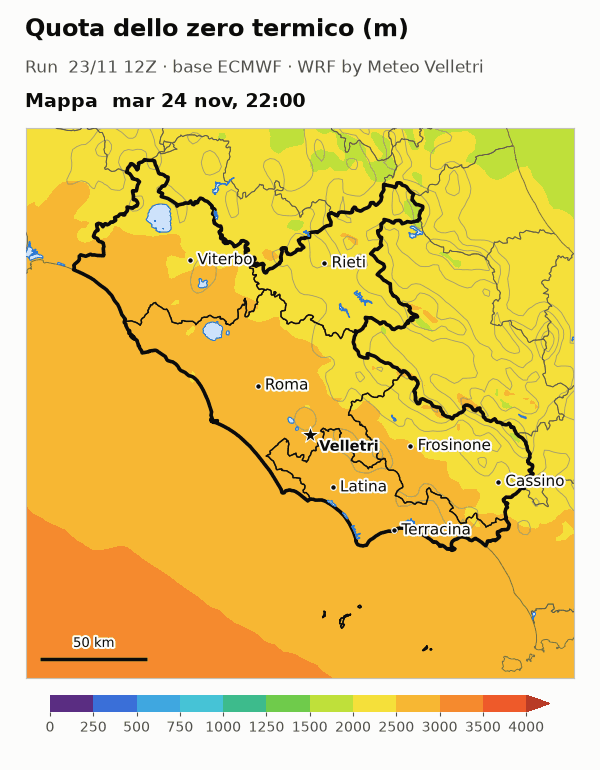 Quota dello zero termico (m)
Run  23/11 12Z · base ECMWF · WRF by Meteo Velletri
Mappa  mar 24 nov, 22:00
Viterbo
Rieti
Roma
Velletri
Frosinone
Cassino
Latina
Terracina
50 km
0 250 500 750 1000 1250 1500 2000 2500 3000 3500 4000